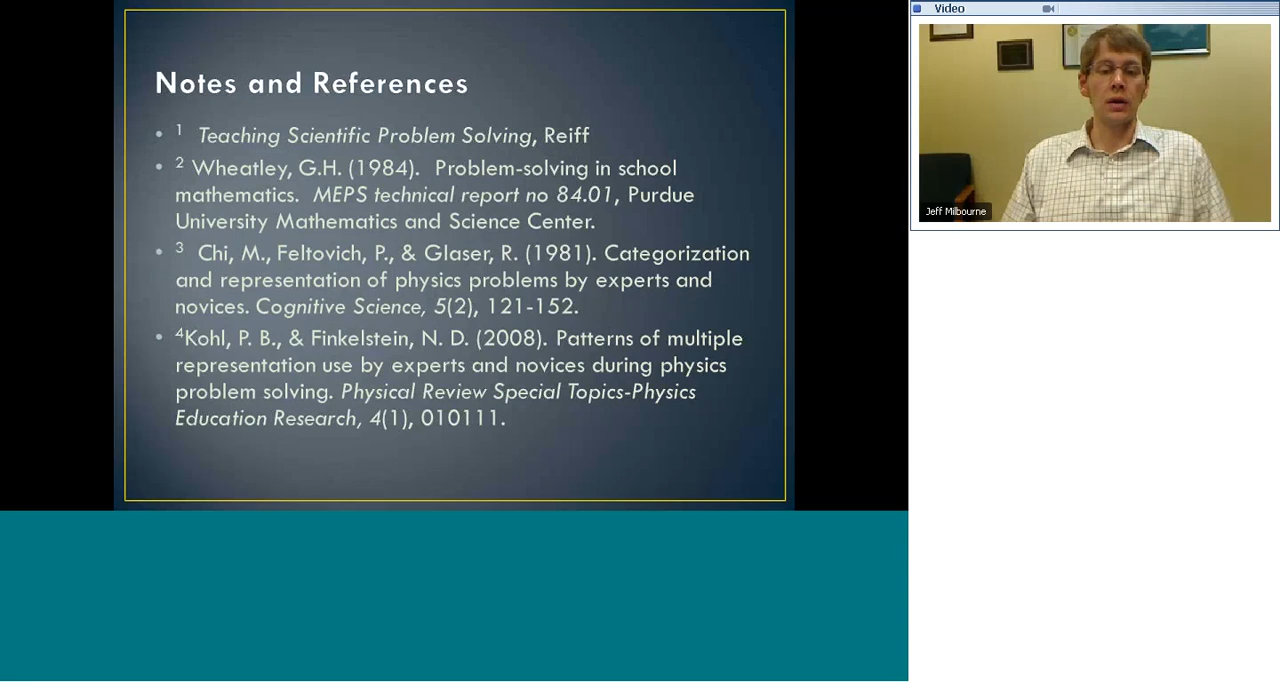 Notes and References
• ¹ Teaching Scientific Problem Solving, Reiff
• ² Wheatley, G.H. (1984). Problem-solving in school
mathematics. MEPS technical report no 84.01, Purdue
University Mathematics and Science Center.
• ³ Chi, M., Feltovich, P., & Glaser, R. (1981). Categorization
and representation of physics problems by experts and
novices. Cognitive Science, 5(2), 121-152.
• ⁴Kohl, P. B., & Finkelstein, N. D. (2008). Patterns of multiple
representation use by experts and novices during physics
problem solving. Physical Review Special Topics-Physics
Education Research, 4(1), 010111.
Video
Jeff Milbourne